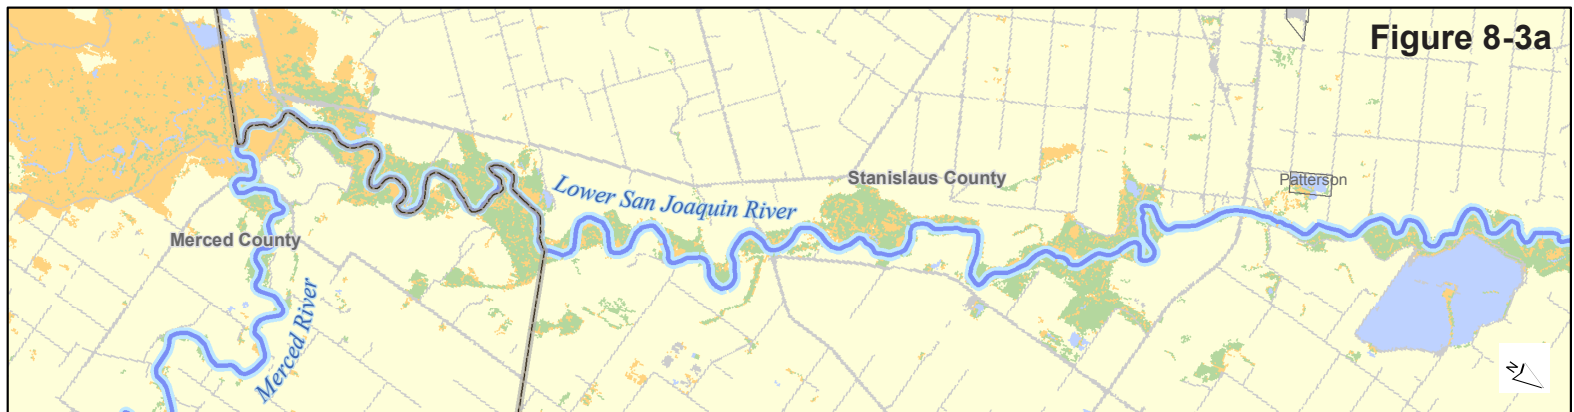 Figure 8-3a
Stanislaus County
Patterson
Lower San Joaquin River
Merced County
Merced River
N